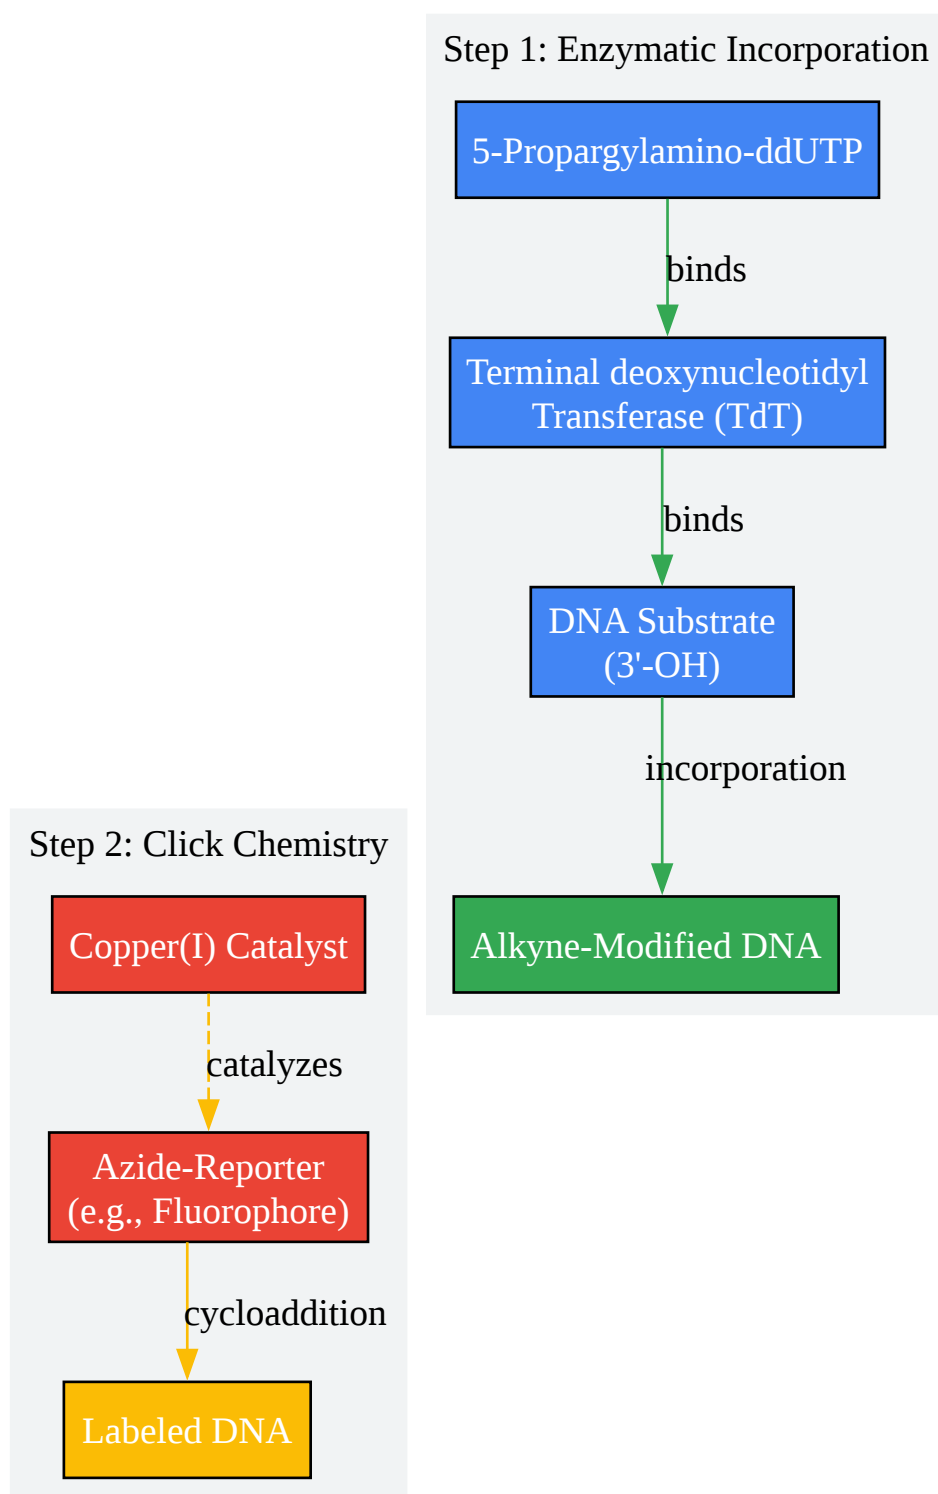 Step 1: Enzymatic Incorporation
5-Propargylamino-ddUTP
binds
Terminal deoxynucleotidyl
Transferase (TdT)
binds
DNA Substrate
(3'-OH)
incorporation
Alkyne-Modified DNA
Step 2: Click Chemistry
Copper(I) Catalyst
catalyzes
Azide-Reporter
(e.g., Fluorophore)
cycloaddition
Labeled DNA